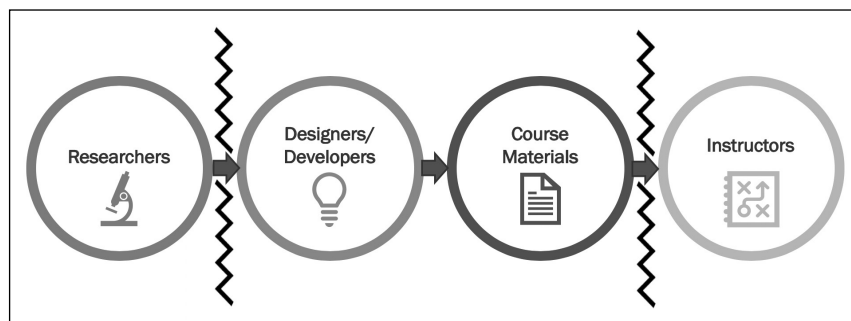 Researchers
Designers/
Developers
Course
Materials
Instructors